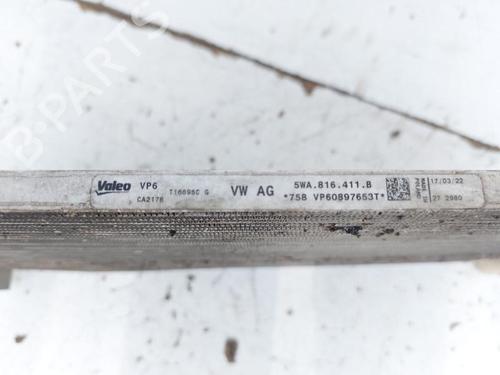 Valeo VP6
CA2178
T16698C G
VW AG
5WA.816.411.B
*758 VP60897653T*
MADE IN
POLAND
17/03/22
27 2980
B-PARTS